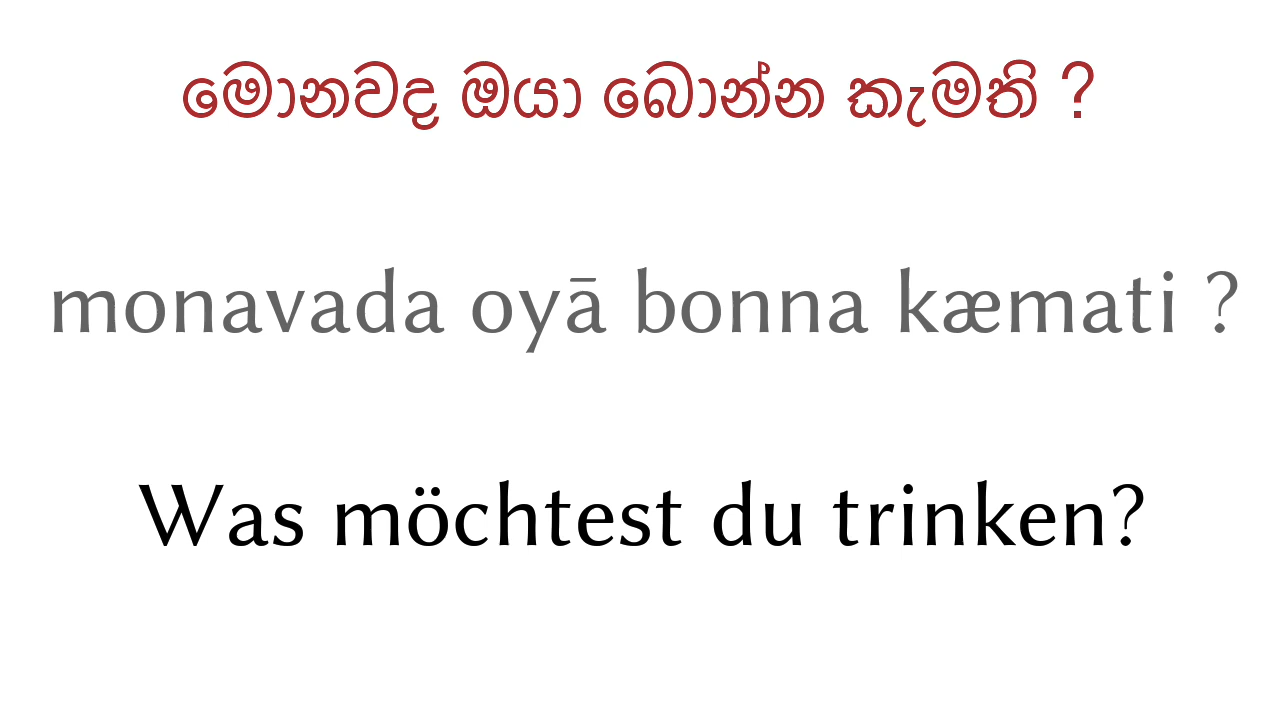 මොනවද ඔයා බොන්න කැමති ?
monavada oyā bonna kæmati ?
Was möchtest du trinken?